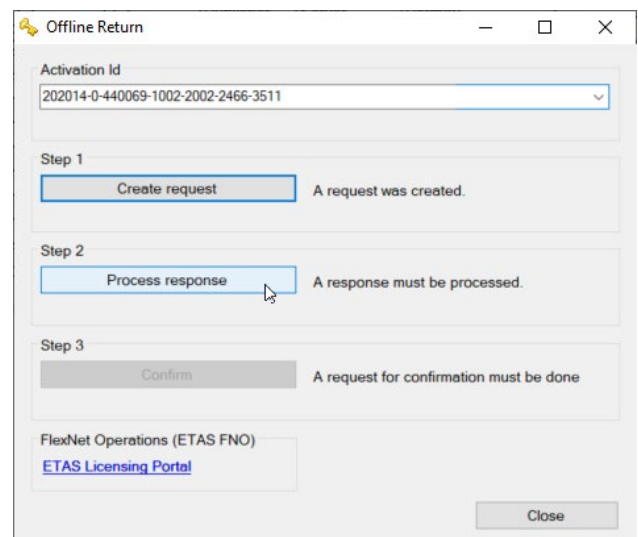 Offline Return
Activation Id
202014-0-440069-1002-2002-2466-3511
Step 1
Create request A request was created.
Step 2
Process response A response must be processed.
Step 3
Confirm A request for confirmation must be done
FlexNet Operations (ETAS FNO)
ETAS Licensing Portal
Close